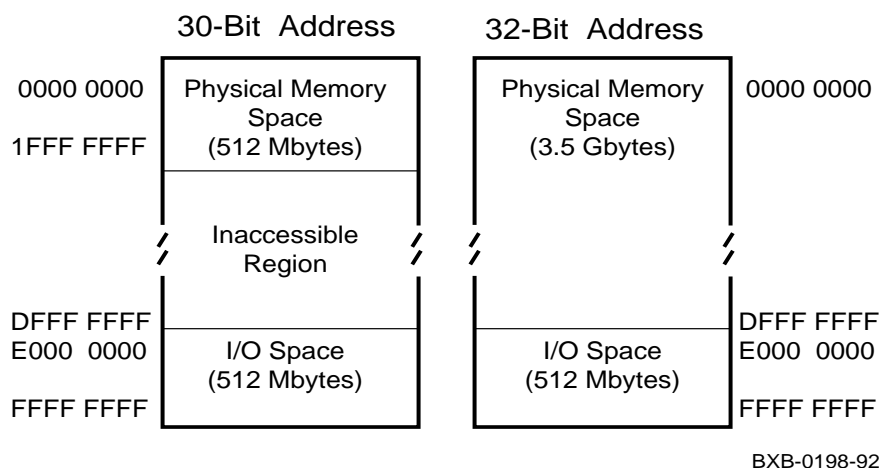 30-Bit Address 32-Bit Address
0000 0000 Physical Memory Physical Memory 0000 0000
Space Space
1FFF FFFF (512 Mbytes) (3.5 Gbytes)
Inaccessible
Region
DFFF FFFF DFFF FFFF
E000 0000 I/O Space I/O Space E000 0000
(512 Mbytes) (512 Mbytes)
FFFF FFFF FFFF FFFF
BXB-0198-92